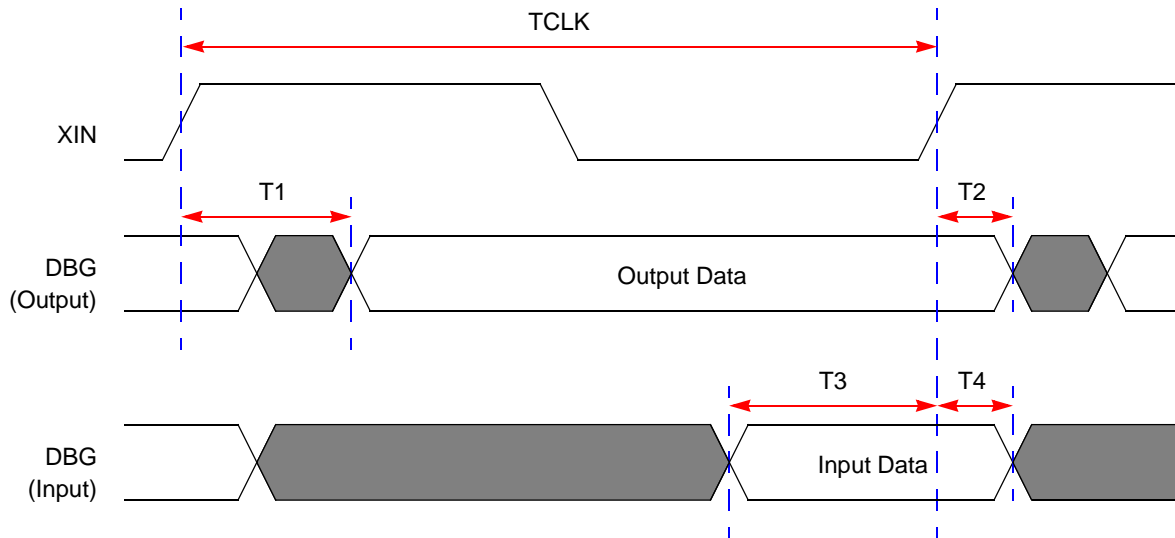 TCLK
XIN
T1
T2
DBG
(Output)
Output Data
T3
T4
DBG
(Input)
Input Data